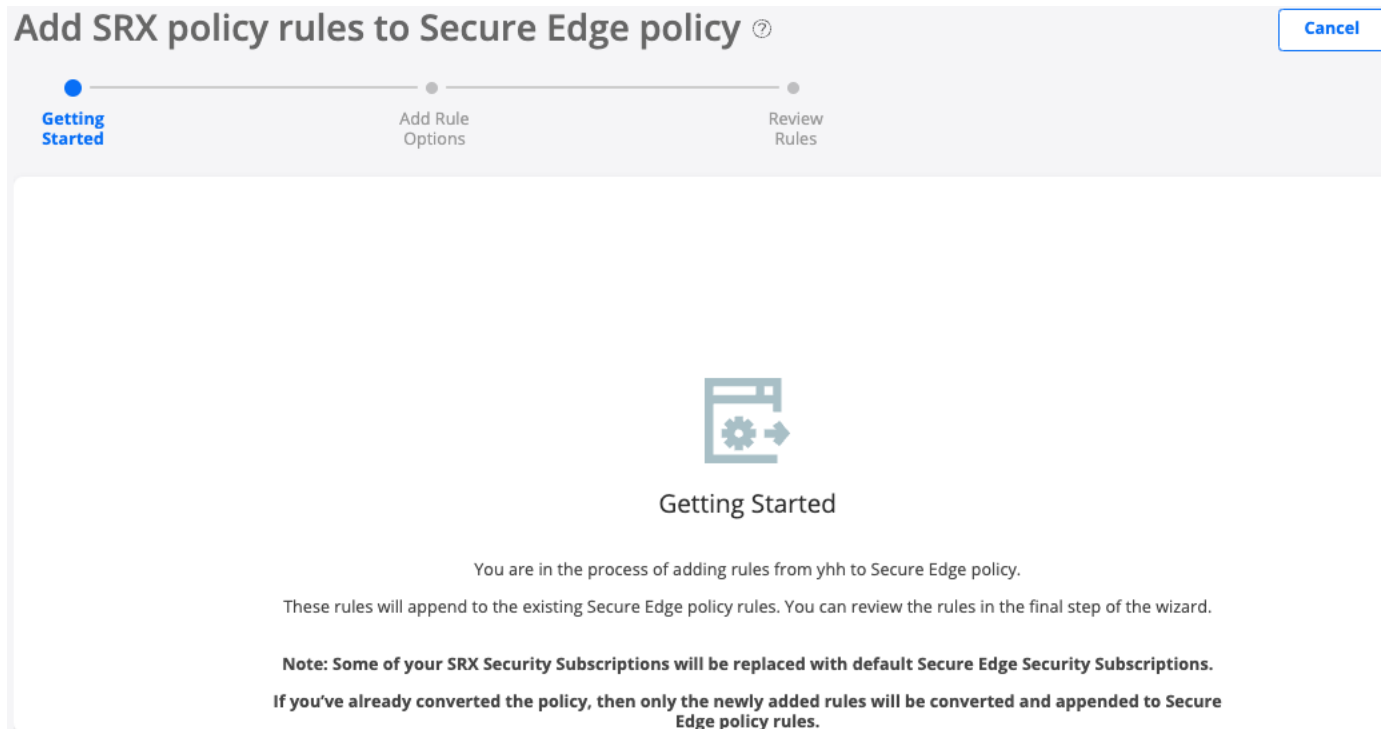 Add SRX policy rules to Secure Edge policy ?
Cancel
Getting
Started
Add Rule
Options
Review
Rules
Getting Started
You are in the process of adding rules from yhh to Secure Edge policy.
These rules will append to the existing Secure Edge policy rules. You can review the rules in the final step of the wizard.
Note: Some of your SRX Security Subscriptions will be replaced with default Secure Edge Security Subscriptions.
If you’ve already converted the policy, then only the newly added rules will be converted and appended to Secure
Edge policy rules.